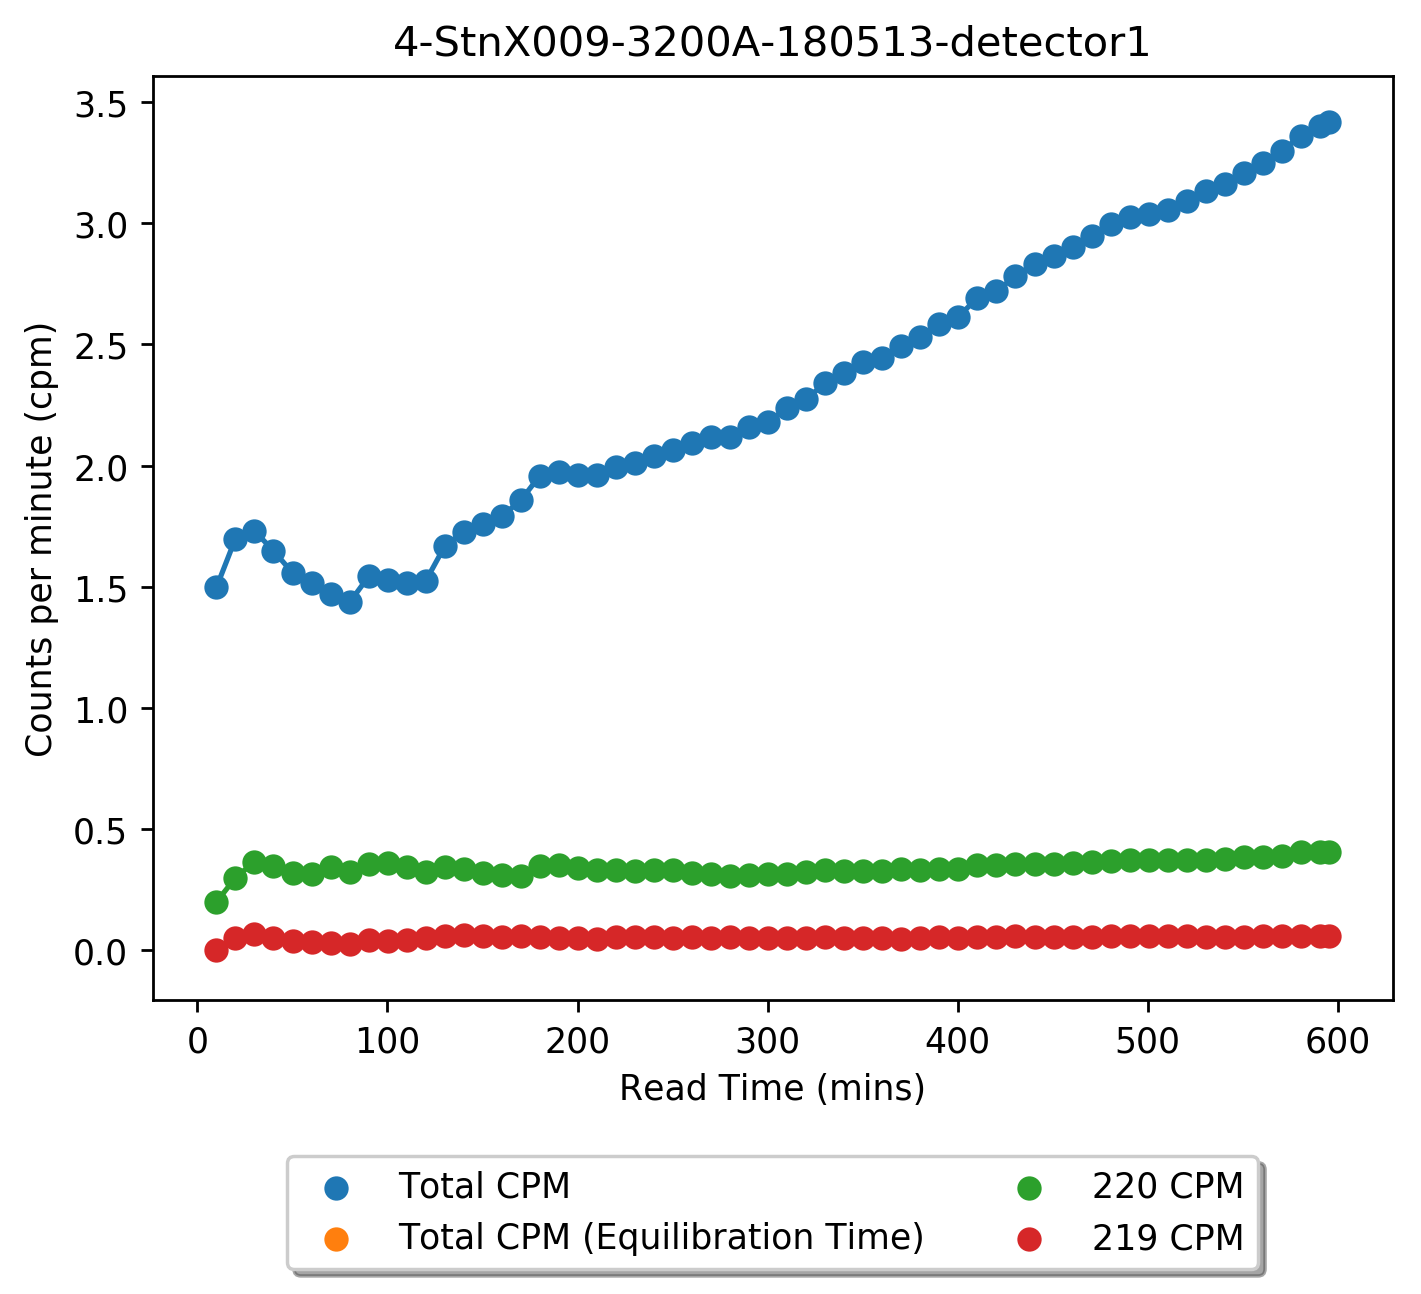 4-StnX009-3200A-180513-detector1
3.5
3.0
2.5
2.0
1.5
1.0
0.5
0.0
Counts per minute (cpm)
0 100 200 300 400 500 600
Read Time (mins)
Total CPM
Total CPM (Equilibration Time)
220 CPM
219 CPM